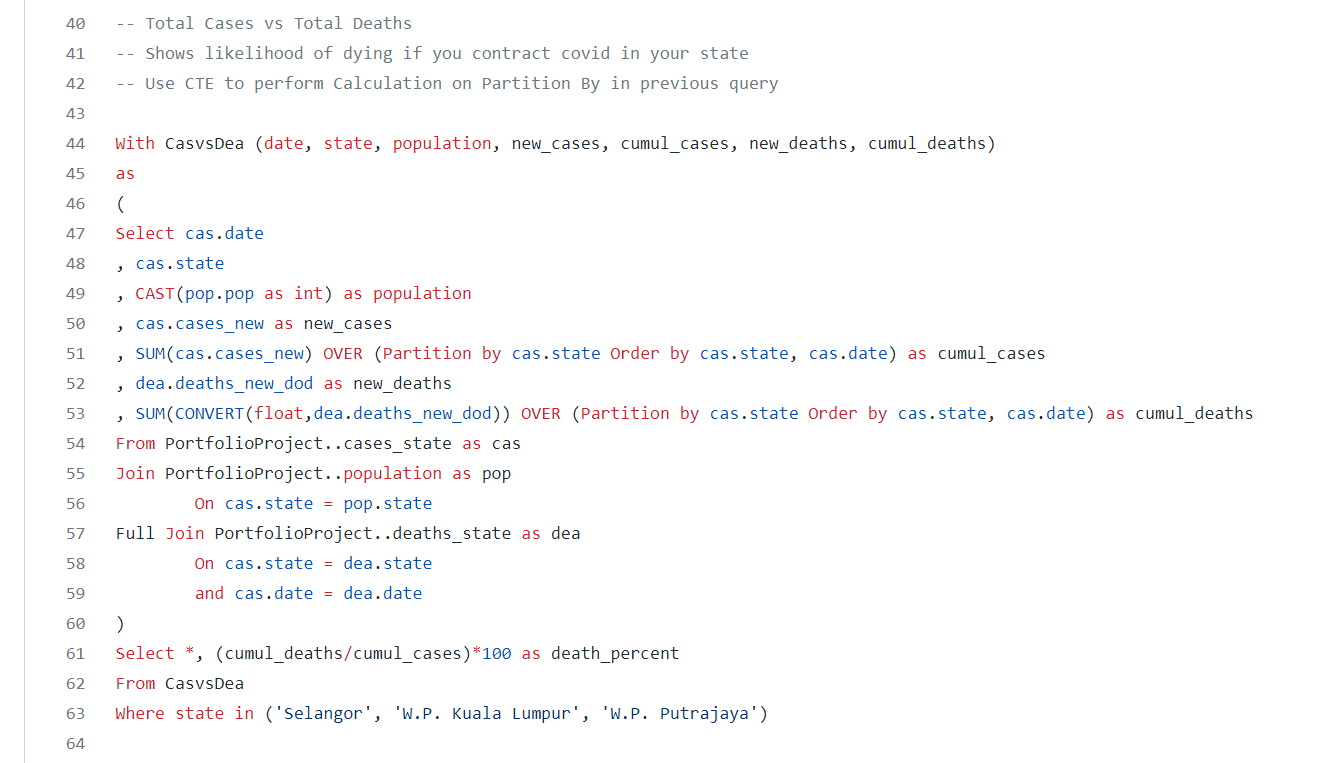 40 -- Total Cases vs Total Deaths
41 -- Shows likelihood of dying if you contract covid in your state
42 -- Use CTE to perform Calculation on Partition By in previous query
43
44 With CasvsDea (date, state, population, new_cases, cumul_cases, new_deaths, cumul_deaths)
45 as
46 (
47 Select cas.date
48 , cas.state
49 , CAST(pop.pop as int) as population
50 , cas.cases_new as new_cases
51 , SUM(cas.cases_new) OVER (Partition by cas.state Order by cas.state, cas.date) as cumul_cases
52 , dea.deaths_new_dod as new_deaths
53 , SUM(CONVERT(float,dea.deaths_new_dod)) OVER (Partition by cas.state Order by cas.state, cas.date) as cumul_deaths
54 From PortfolioProject..cases_state as cas
55 Join PortfolioProject..population as pop
56         On cas.state = pop.state
57 Full Join PortfolioProject..deaths_state as dea
58         On cas.state = dea.state
59         and cas.date = dea.date
60 )
61 Select *, (cumul_deaths/cumul_cases)*100 as death_percent
62 From CasvsDea
63 Where state in ('Selangor', 'W.P. Kuala Lumpur', 'W.P. Putrajaya')
64